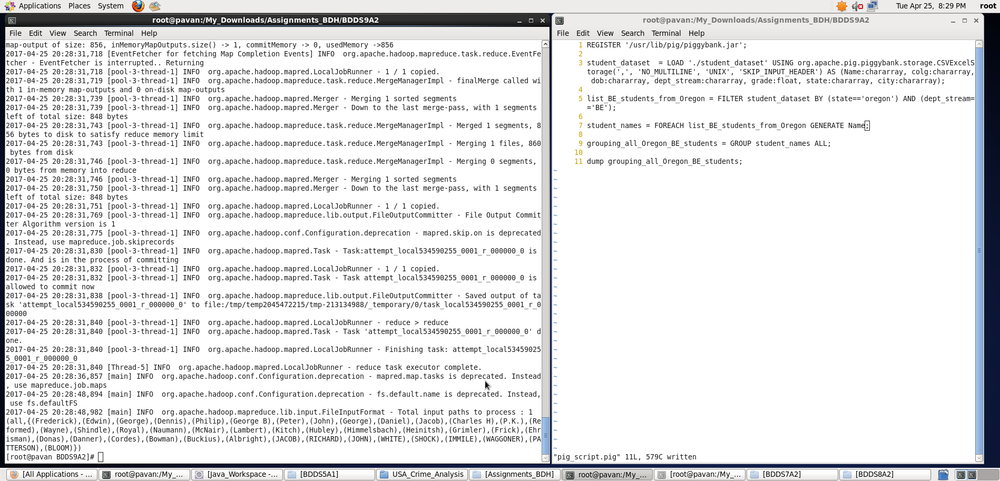 Applications Places System Tue Apr 25, 8:29 PM root
root@pavan:/My_Downloads/Assignments_BDH/BDDS9A2
File Edit View Search Terminal Help
map-output of size: 856, inMemoryMapOutputs.size() -> 1, commitMemory -> 0, usedMemory ->856
2017-04-25 20:28:31,718 [EventFetcher for fetching Map Completion Events] INFO  org.apache.hadoop.mapreduce.task.reduce.EventFe
tcher - EventFetcher is interrupted.. Returning
2017-04-25 20:28:31,718 [pool-3-thread-1] INFO  org.apache.hadoop.mapred.LocalJobRunner - 1 / 1 copied.
2017-04-25 20:28:31,719 [pool-3-thread-1] INFO  org.apache.hadoop.mapreduce.task.reduce.MergeManagerImpl - finalMerge called wi
th 1 in-memory map-outputs and 0 on-disk map-outputs
2017-04-25 20:28:31,739 [pool-3-thread-1] INFO  org.apache.hadoop.mapred.Merger - Merging 1 sorted segments
2017-04-25 20:28:31,739 [pool-3-thread-1] INFO  org.apache.hadoop.mapred.Merger - Down to the last merge-pass, with 1 segments
left of total size: 848 bytes
2017-04-25 20:28:31,743 [pool-3-thread-1] INFO  org.apache.hadoop.mapreduce.task.reduce.MergeManagerImpl - Merged 1 segments, 8
56 bytes to disk to satisfy reduce memory limit
2017-04-25 20:28:31,743 [pool-3-thread-1] INFO  org.apache.hadoop.mapreduce.task.reduce.MergeManagerImpl - Merging 1 files, 860
 bytes from disk
2017-04-25 20:28:31,746 [pool-3-thread-1] INFO  org.apache.hadoop.mapreduce.task.reduce.MergeManagerImpl - Merging 0 segments,
0 bytes from memory into reduce
2017-04-25 20:28:31,746 [pool-3-thread-1] INFO  org.apache.hadoop.mapred.Merger - Merging 1 sorted segments
2017-04-25 20:28:31,750 [pool-3-thread-1] INFO  org.apache.hadoop.mapred.Merger - Down to the last merge-pass, with 1 segments
left of total size: 848 bytes
2017-04-25 20:28:31,751 [pool-3-thread-1] INFO  org.apache.hadoop.mapred.LocalJobRunner - 1 / 1 copied.
2017-04-25 20:28:31,769 [pool-3-thread-1] INFO  org.apache.hadoop.mapreduce.lib.output.FileOutputCommitter - File Output Commit
ter Algorithm version is 1
2017-04-25 20:28:31,775 [pool-3-thread-1] INFO  org.apache.hadoop.conf.Configuration.deprecation - mapred.skip.on is deprecated
. Instead, use mapreduce.job.skiprecords
2017-04-25 20:28:31,830 [pool-3-thread-1] INFO  org.apache.hadoop.mapred.Task - Task:attempt_local534590255_0001_r_000000_0 is
done. And is in the process of committing
2017-04-25 20:28:31,832 [pool-3-thread-1] INFO  org.apache.hadoop.mapred.LocalJobRunner - 1 / 1 copied.
2017-04-25 20:28:31,832 [pool-3-thread-1] INFO  org.apache.hadoop.mapred.Task - Task attempt_local534590255_0001_r_000000_0 is
allowed to commit now
2017-04-25 20:28:31,838 [pool-3-thread-1] INFO  org.apache.hadoop.mapreduce.lib.output.FileOutputCommitter - Saved output of ta
sk 'attempt_local534590255_0001_r_000000_0' to file:/tmp/temp2045472215/tmp-213134988/_temporary/0/task_local534590255_0001_r_0
00000
2017-04-25 20:28:31,840 [pool-3-thread-1] INFO  org.apache.hadoop.mapred.LocalJobRunner - reduce > reduce
2017-04-25 20:28:31,840 [pool-3-thread-1] INFO  org.apache.hadoop.mapred.Task - Task 'attempt_local534590255_0001_r_000000_0' d
one.
2017-04-25 20:28:31,840 [pool-3-thread-1] INFO  org.apache.hadoop.mapred.LocalJobRunner - Finishing task: attempt_local53459025
5_0001_r_000000_0
2017-04-25 20:28:31,840 [Thread-5] INFO  org.apache.hadoop.mapred.LocalJobRunner - reduce task executor complete.
2017-04-25 20:28:36,857 [main] INFO  org.apache.hadoop.conf.Configuration.deprecation - mapred.map.tasks is deprecated. Instead
, use mapreduce.job.maps
2017-04-25 20:28:48,894 [main] INFO  org.apache.hadoop.conf.Configuration.deprecation - fs.default.name is deprecated. Instead,
 use fs.defaultFS
2017-04-25 20:28:48,982 [main] INFO  org.apache.hadoop.mapreduce.lib.input.FileInputFormat - Total input paths to process : 1
(all,{(Frederick),(Edwin),(George),(Dennis),(Philip),(George B),(Peter),(John),(George),(Daniel),(Jacob),(Charles H),(P.K.),(Re
formed),(Wayne),(Shindle),(Royal),(Naumann),(McNair),(Lambert),(Kitch),(Hubley),(Himmelsbach),(Heinitsh),(Grimler),(Frick),(Ehr
isman),(Donas),(Danner),(Cordes),(Bowman),(Buckius),(Albright),(JACOB),(RICHARD),(JOHN),(WHITE),(SHOCK),(IMMILE),(WAGGONER),(PA
TTERSON),(BLOOM)})
[root@pavan BDDS9A2]#
root@pavan:/My_Downloads/Assignments_BDH/BDDS9A2
File Edit View Search Terminal Help
1 REGISTER '/usr/lib/pig/piggybank.jar';
2
3 student_dataset  = LOAD './student_dataset' USING org.apache.pig.piggybank.storage.CSVExcelS
torage(',', 'NO_MULTILINE', 'UNIX', 'SKIP_INPUT_HEADER') AS (Name:chararray, colg:chararray,
 dob:chararray, dept_stream:chararray, grade:float, state:chararray, city:chararray);
4
5 list_BE_students_from_Oregon = FILTER student_dataset BY (state=='oregon') AND (dept_stream=
='BE');
6
7 student_names = FOREACH list_BE_students_from_Oregon GENERATE Name;
8
9 grouping_all_Oregon_BE_students = GROUP student_names ALL;
10
11 dump grouping_all_Oregon_BE_students;
"pig_script.pig" 11L, 579C written
[All Applications - ... root@pavan:/My_... [Java_Workspace -... [BDDS5A1] USA_Crime_Analysis [Assignments_BDH] root@pavan:/My_... [root@pavan:/My_... [BDDS7A2] [BDDS8A2]